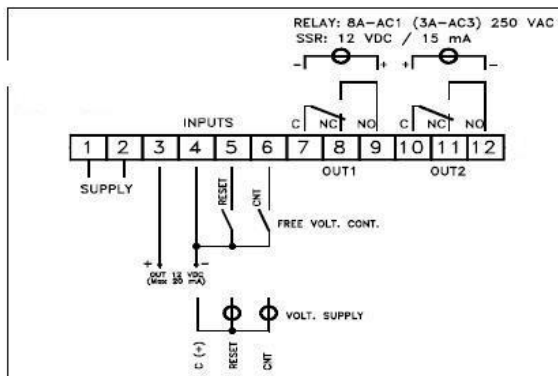 RELAY: 8A-AC1 (3A-AC3) 250 VAC
SSR: 12 VDC / 15 mA
- + + -
INPUTS C NC NO C NC NO
1 2 3 4 5 6 7 8 9 10 11 12
SUPPLY OUT1 OUT2
RESET CNT
FREE VOLT. CONT.
+ -
OUT 12 VDC
(Max 20 mA)
VOLT. SUPPLY
C (+) RESET CNT